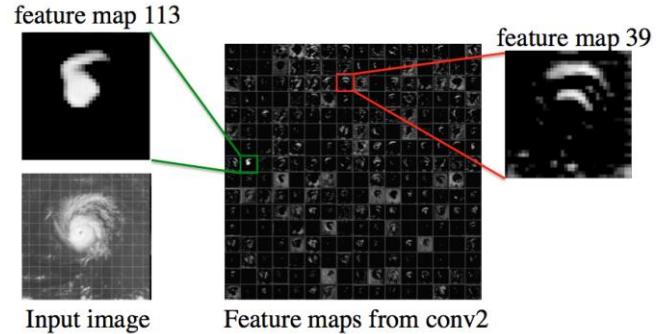 feature map 113
feature map 39
Input image
Feature maps from conv2